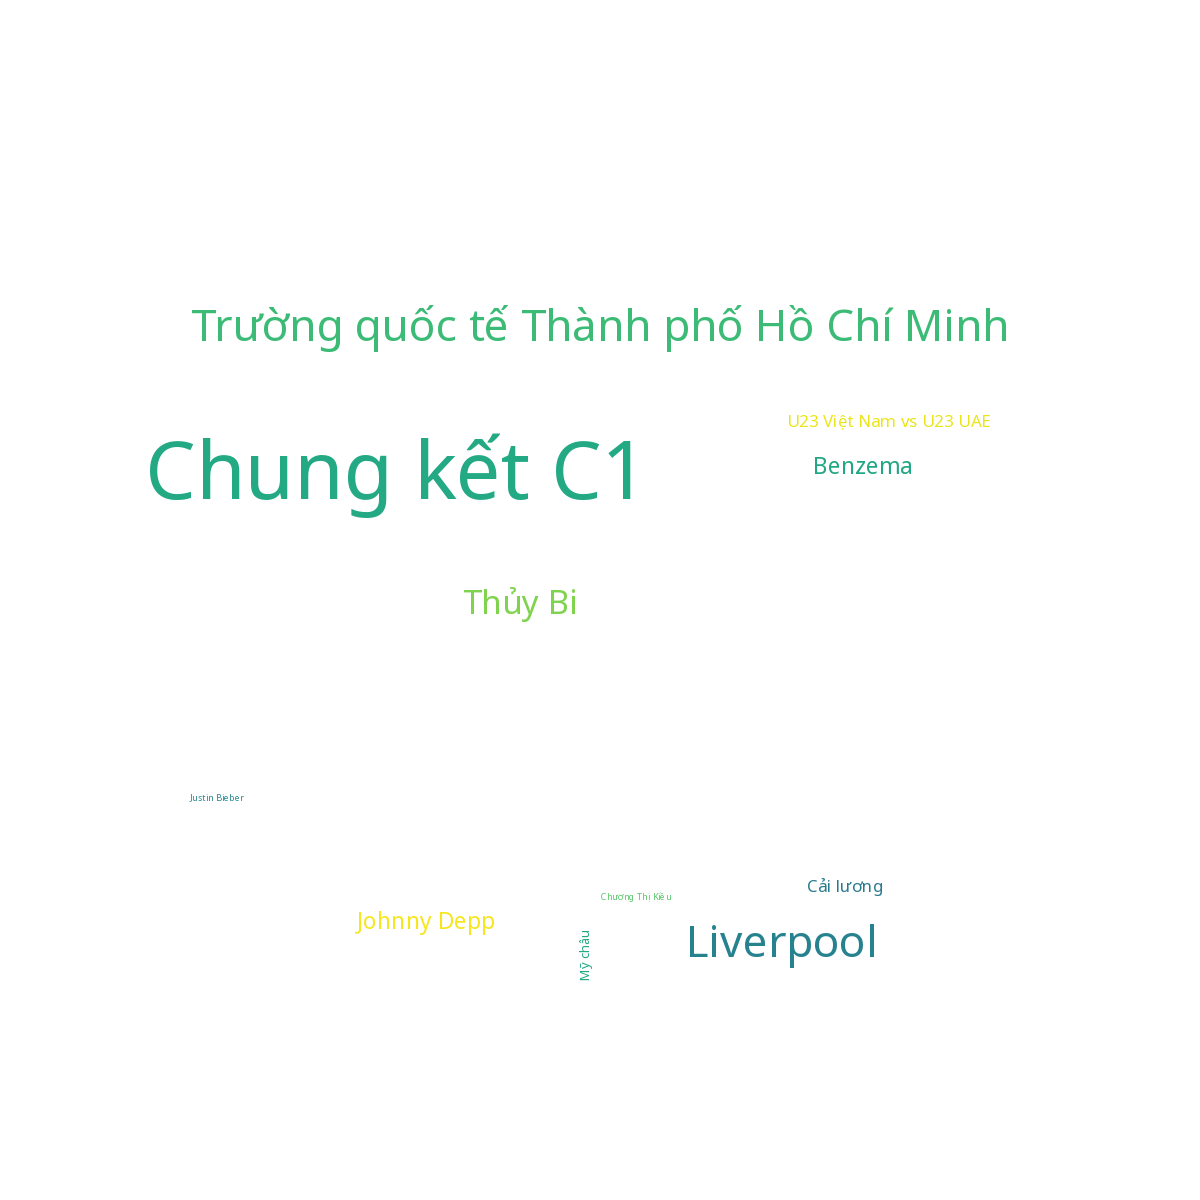 Trường quốc tế Thành phố Hồ Chí Minh
U23 Việt Nam vs U23 UAE
Chung kết C1
Benzema
Thủy Bi
Justin Bieber
Cải lương
Chương Thị Kiều
Johnny Depp
Liverpool
Mỹ châu